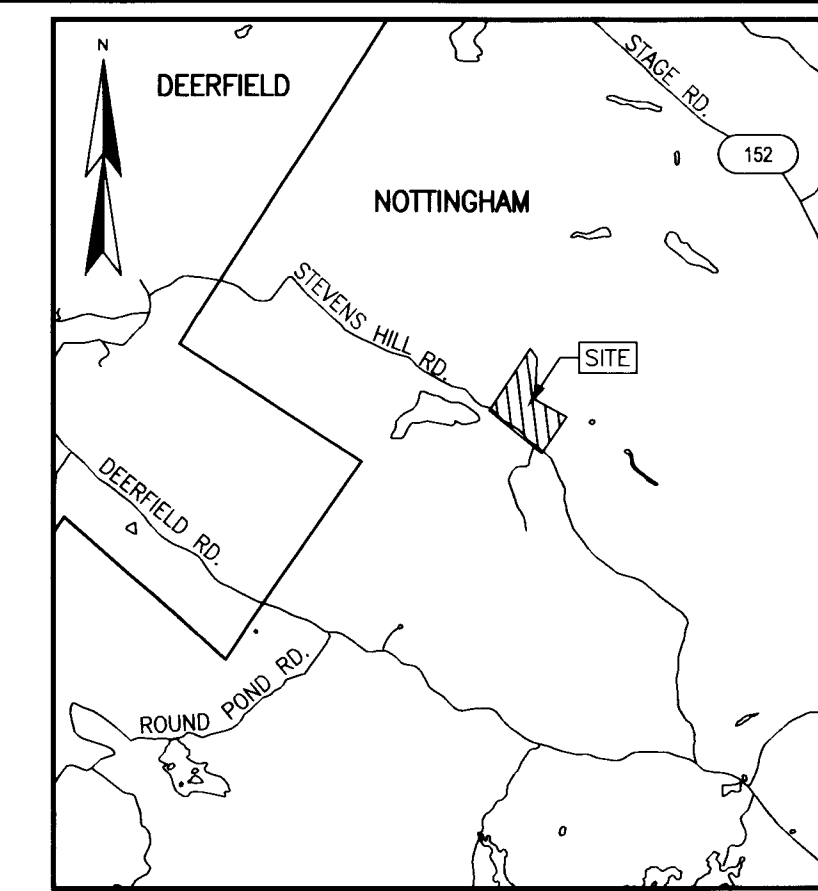 N
DEERFIELD
STAGE RD.
152
NOTTINGHAM
STEVENS HILL RD.
SITE
DEERFIELD RD.
ROUND POND RD.